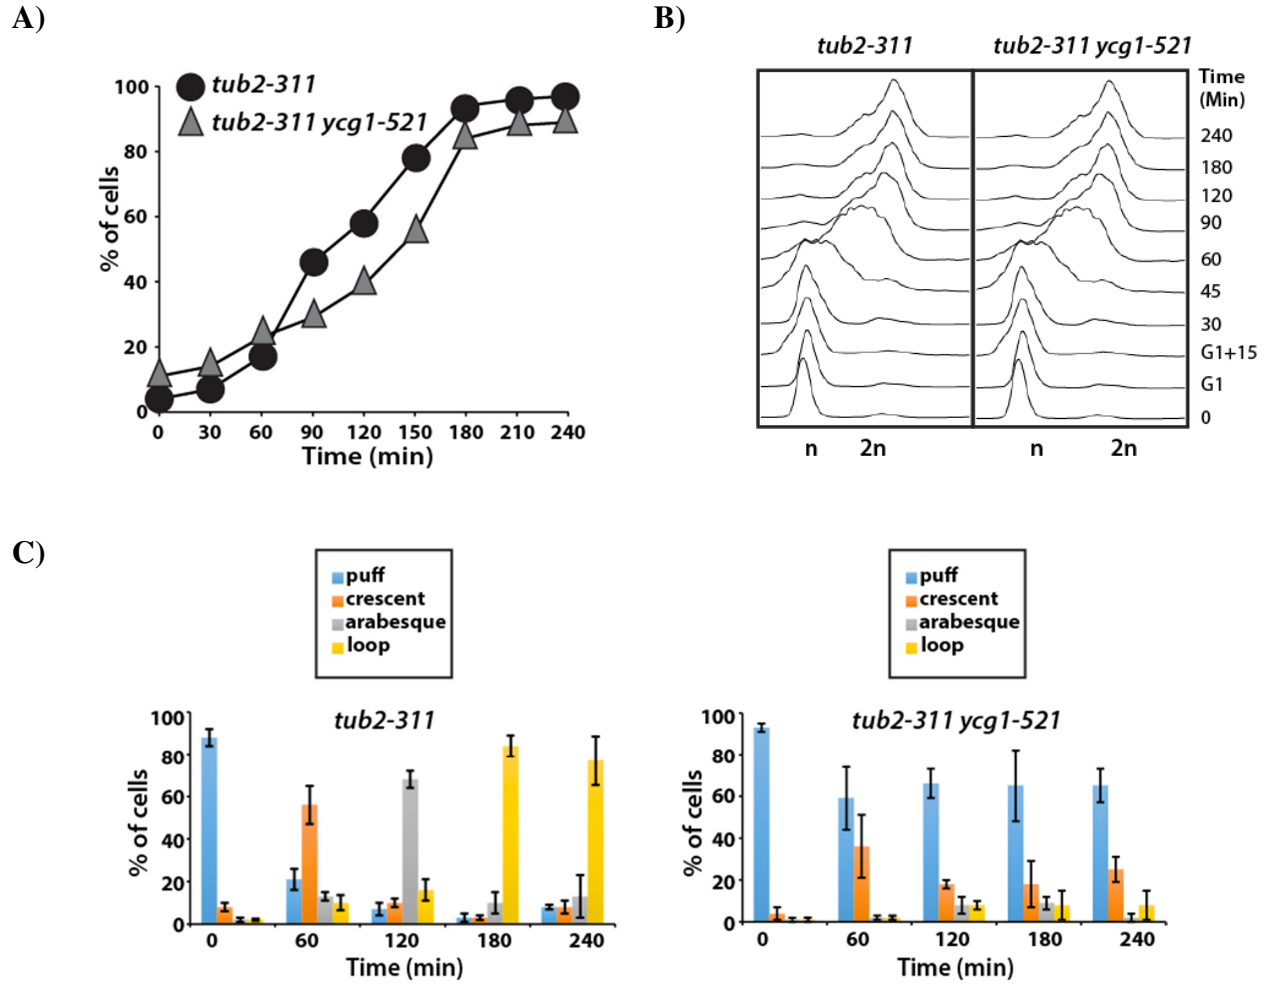 A)
tub2-311
tub2-311 ycg1-521
% of cells
100
80
60
40
20
0
0 30 60 90 120 150 180 210 240
Time (min)
B)
tub2-311 tub2-311 ycg1-521
Time
(Min)
240
180
120
90
60
45
30
G1+15
G1
0
n 2n n 2n
C)
puff
crescent
arabesque
loop
tub2-311
% of cells
100
80
60
40
20
0
0 60 120 180 240
Time (min)
puff
crescent
arabesque
loop
tub2-311 ycg1-521
% of cells
100
80
60
40
20
0
0 60 120 180 240
Time (min)